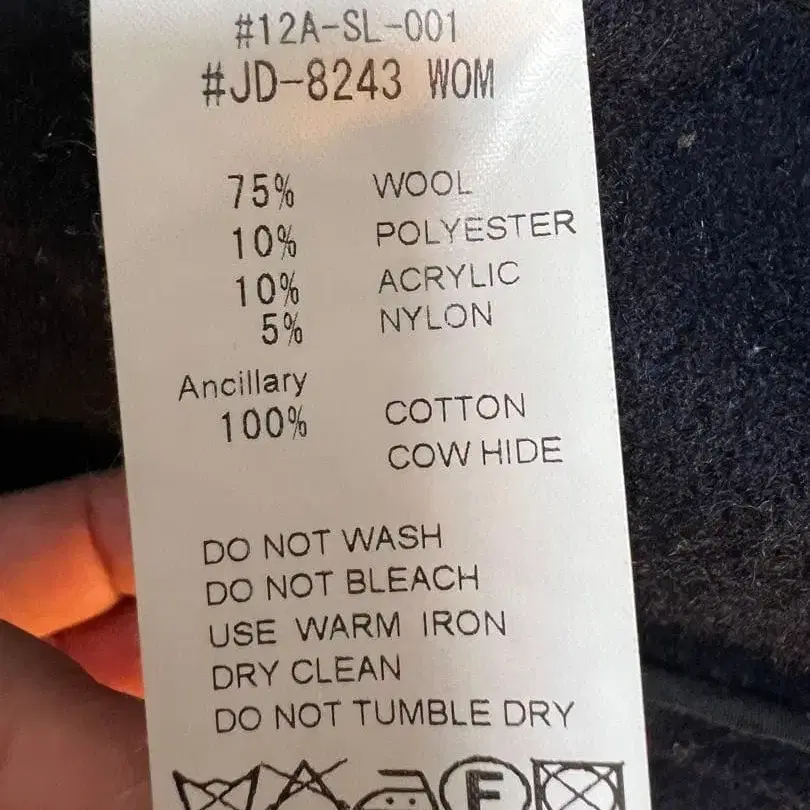 #12A-SL-001
#JD-8243 WOM
75% WOOL
10% POLYESTER
10% ACRYLIC
5% NYLON
Ancillary
100% COTTON
COW HIDE
DO NOT WASH
DO NOT BLEACH
USE WARM IRON
DRY CLEAN
DO NOT TUMBLE DRY
F